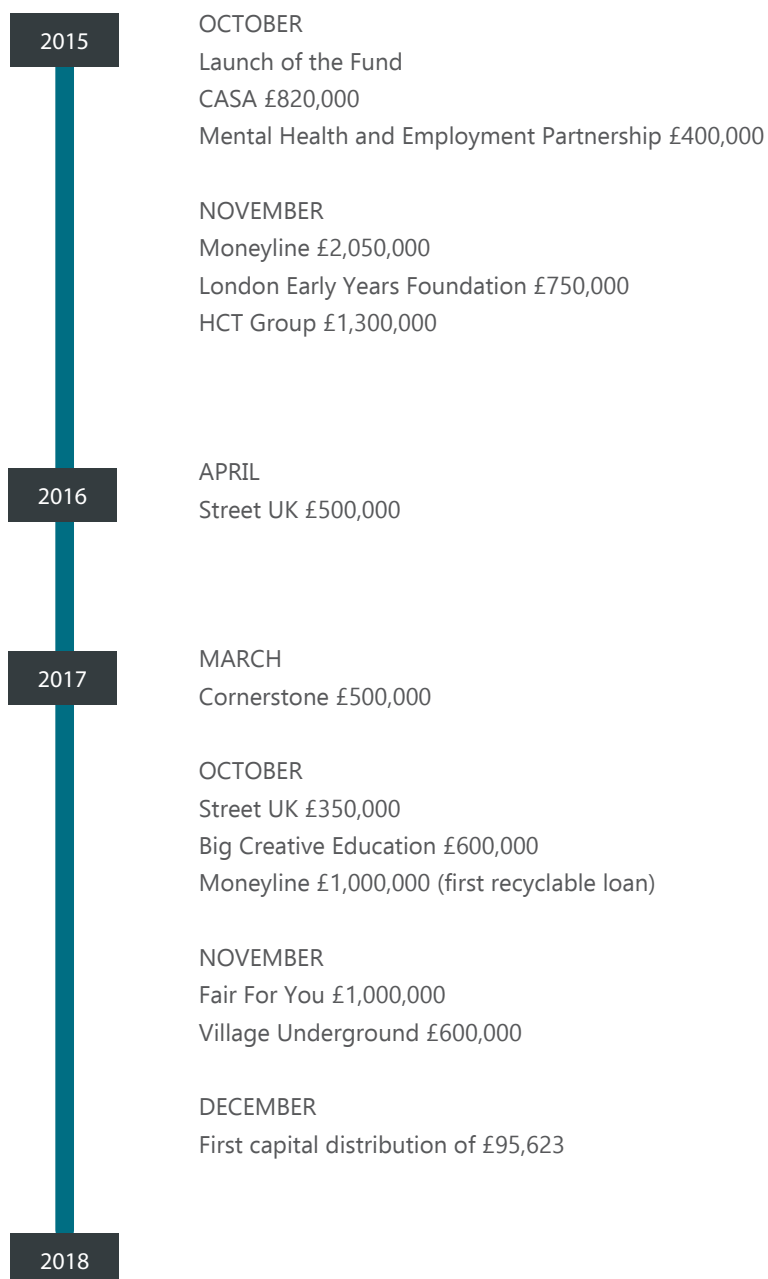 2015
OCTOBER
Launch of the Fund
CASA £820,000
Mental Health and Employment Partnership £400,000
NOVEMBER
Moneyline £2,050,000
London Early Years Foundation £750,000
HCT Group £1,300,000
2016
APRIL
Street UK £500,000
2017
MARCH
Cornerstone £500,000
OCTOBER
Street UK £350,000
Big Creative Education £600,000
Moneyline £1,000,000 (first recyclable loan)
NOVEMBER
Fair For You £1,000,000
Village Underground £600,000
DECEMBER
First capital distribution of £95,623
2018